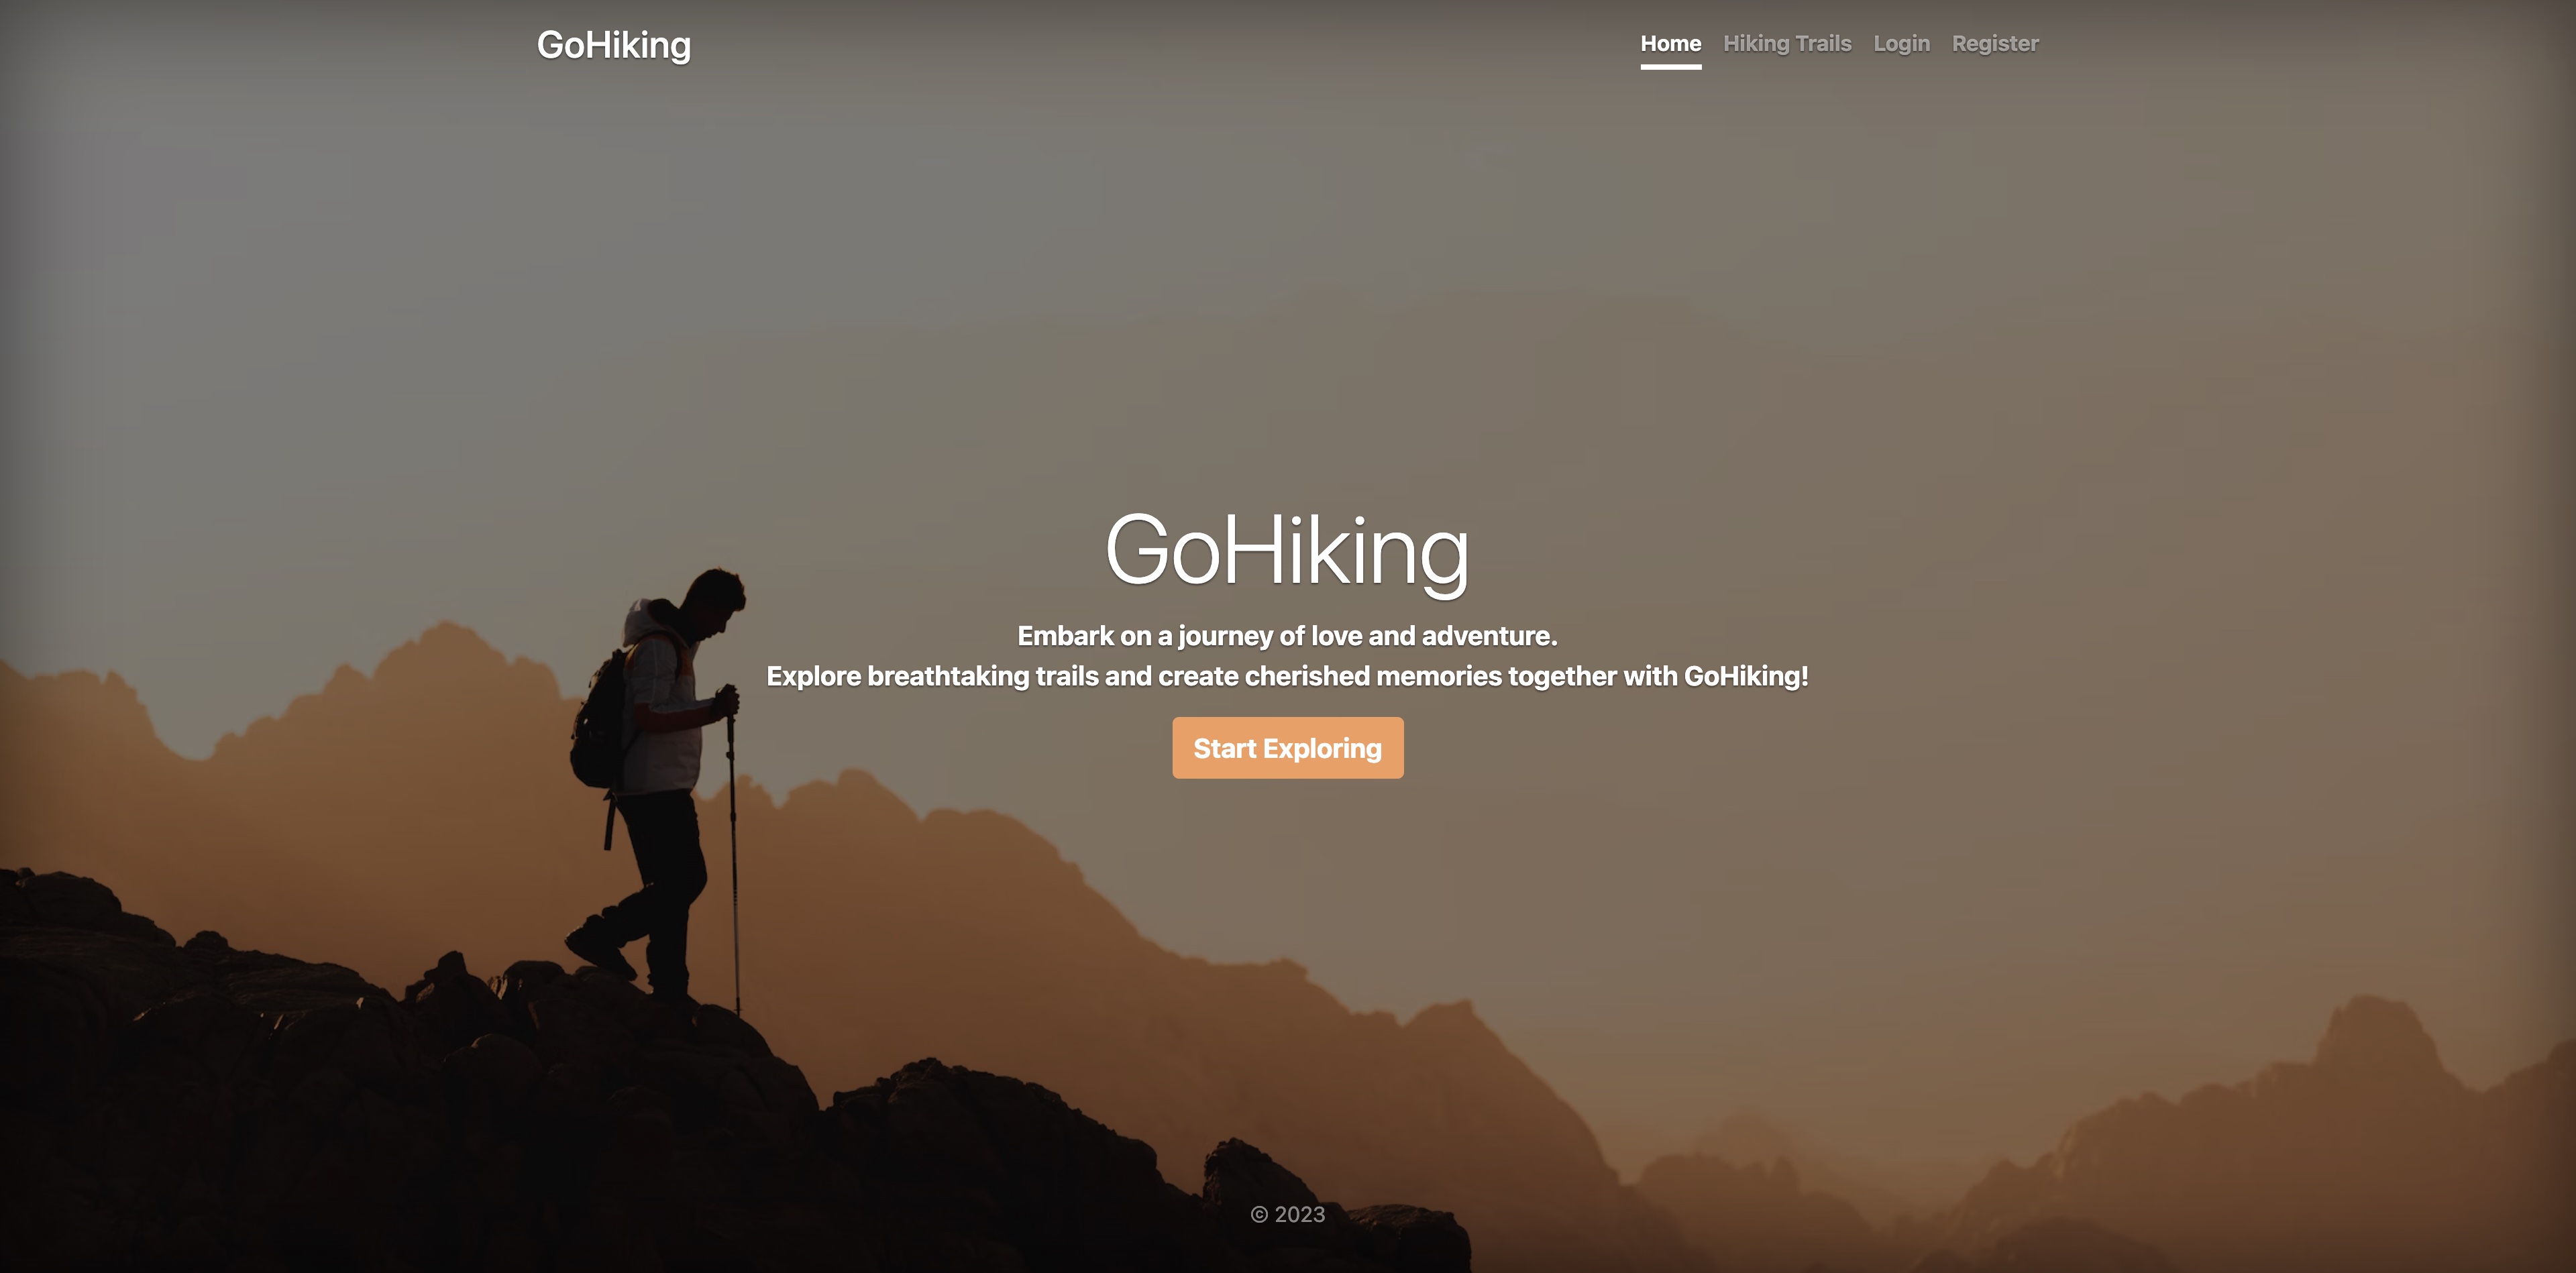 GoHiking
Home Hiking Trails Login Register
GoHiking
Embark on a journey of love and adventure.
Explore breathtaking trails and create cherished memories together with GoHiking!
Start Exploring
© 2023